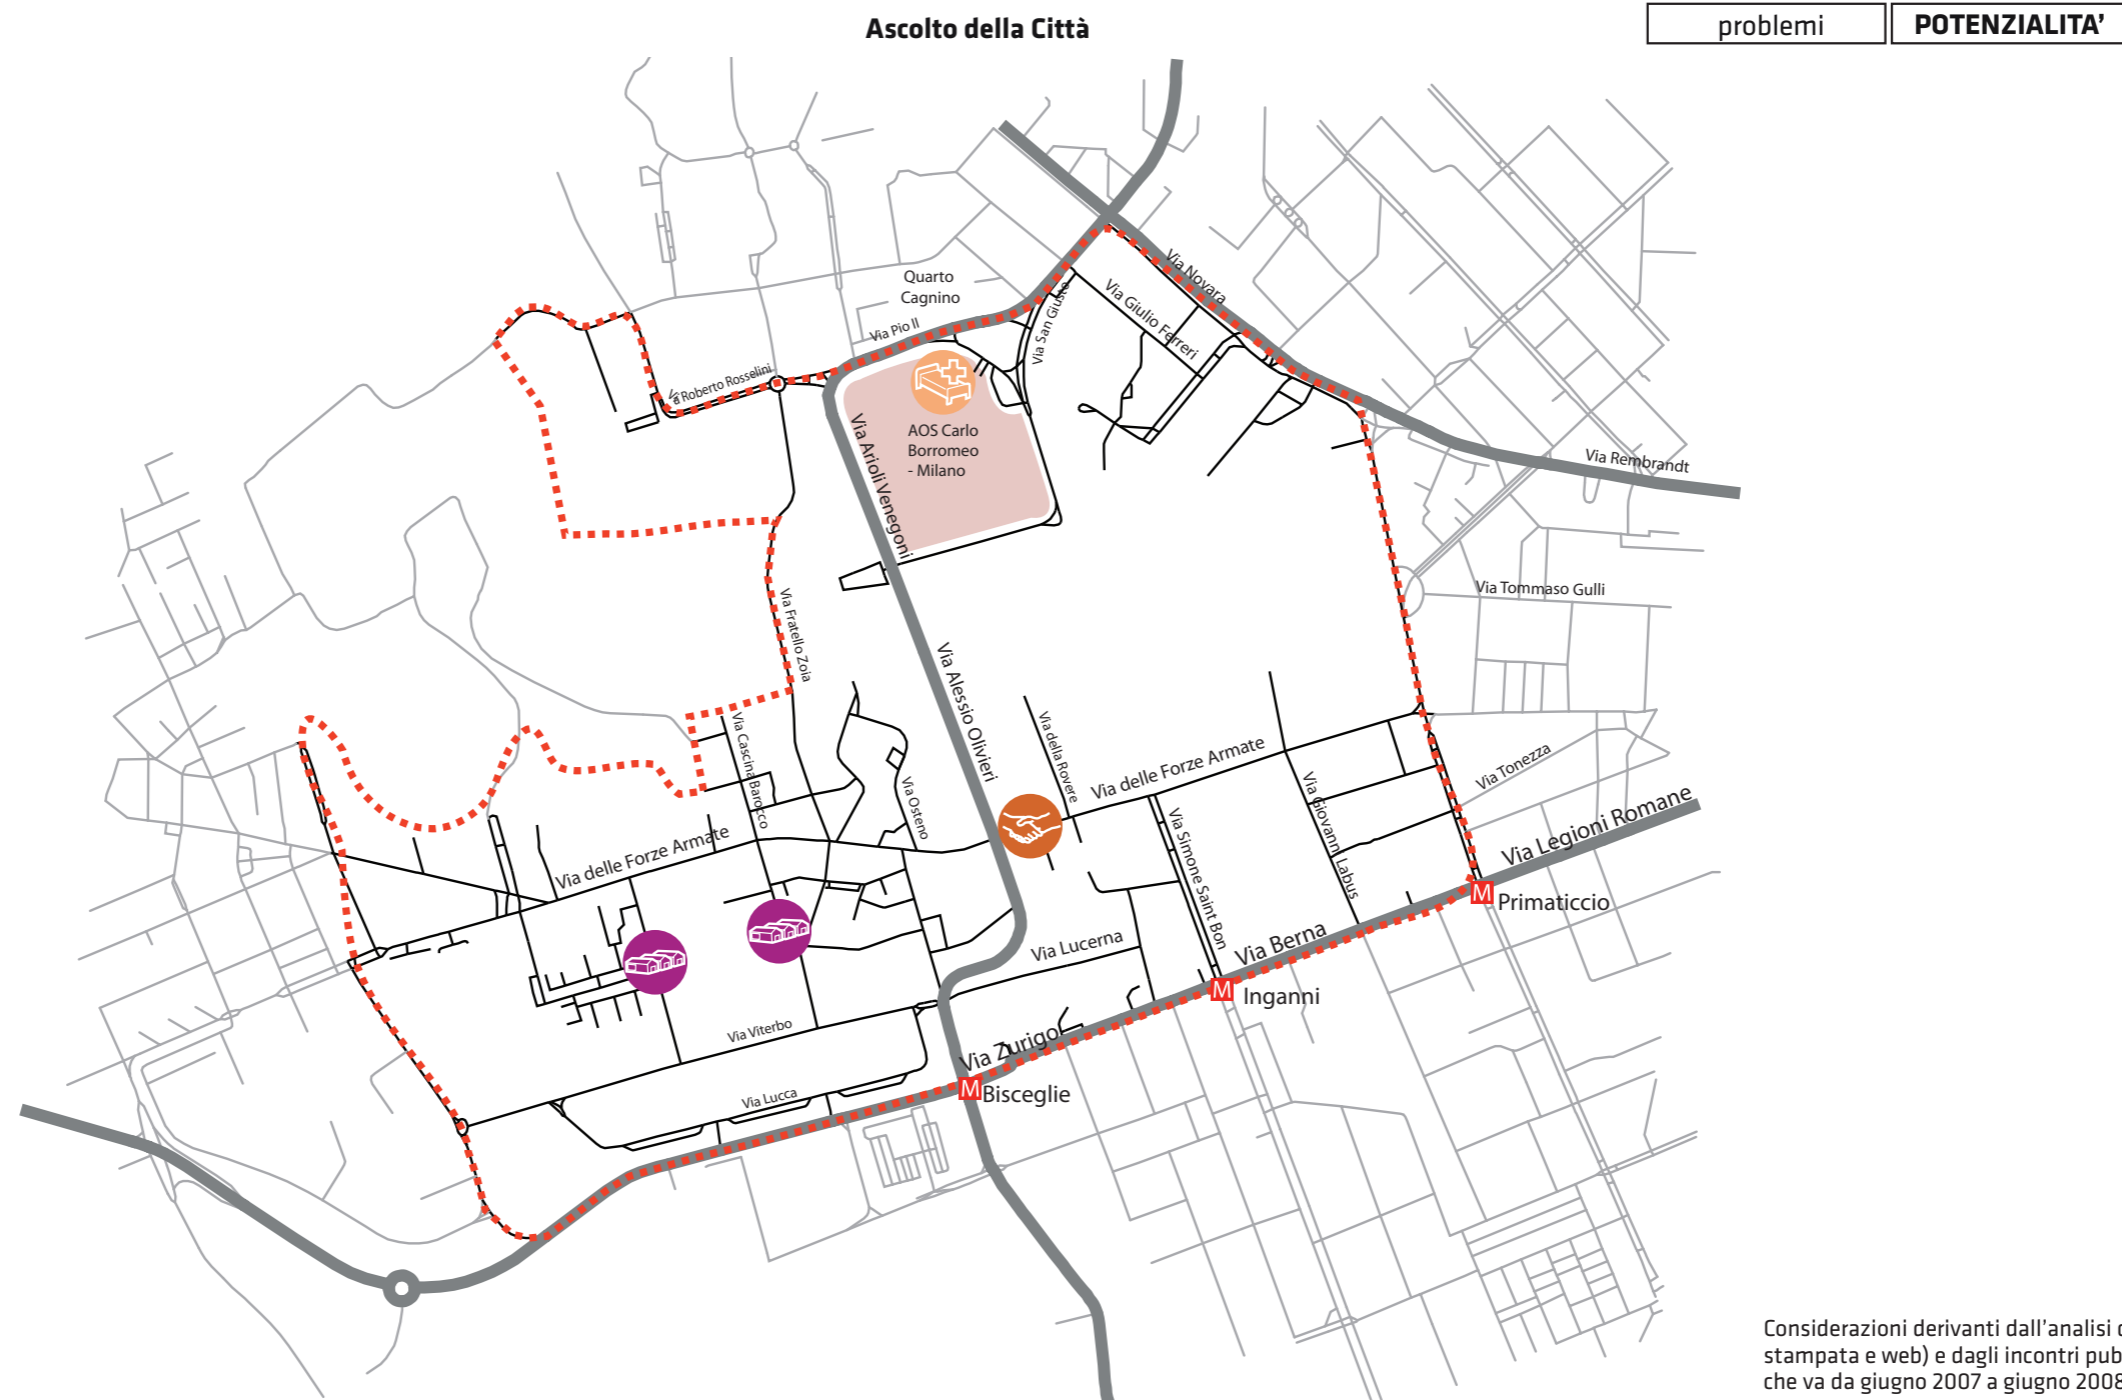 Ascolto della Città
problemi
POTENZIALITA’
Quarto
Cagnino
Via Pio II
Via San Giusto
Via Giulio Ferreri
Via Novara
Via Rembrandt
a Roberto Rosselini
AOS Carlo
Borromeo
- Milano
Via Arioli Venegoni
Via Fratello Zoia
Via Tommaso Gulli
Via Alessio Olivieri
Via della Rovere
Via delle Forze Armate
Via Cascina Barocco
Via Osteno
Via Tonezza
Via Giovanni Labus
Via Simone Saint Bon
Via Legioni Romane
Via delle Forze Armate
M
Primaticcio
Via Lucerna
Via Berna
M
Inganni
Via Viterbo
Via Zurigo
Via Lucca
M
Bisceglie
Considerazioni derivanti dall'analisi
stampata e web) e dagli incontri pub
che va da giugno 2007 a giugno 2008